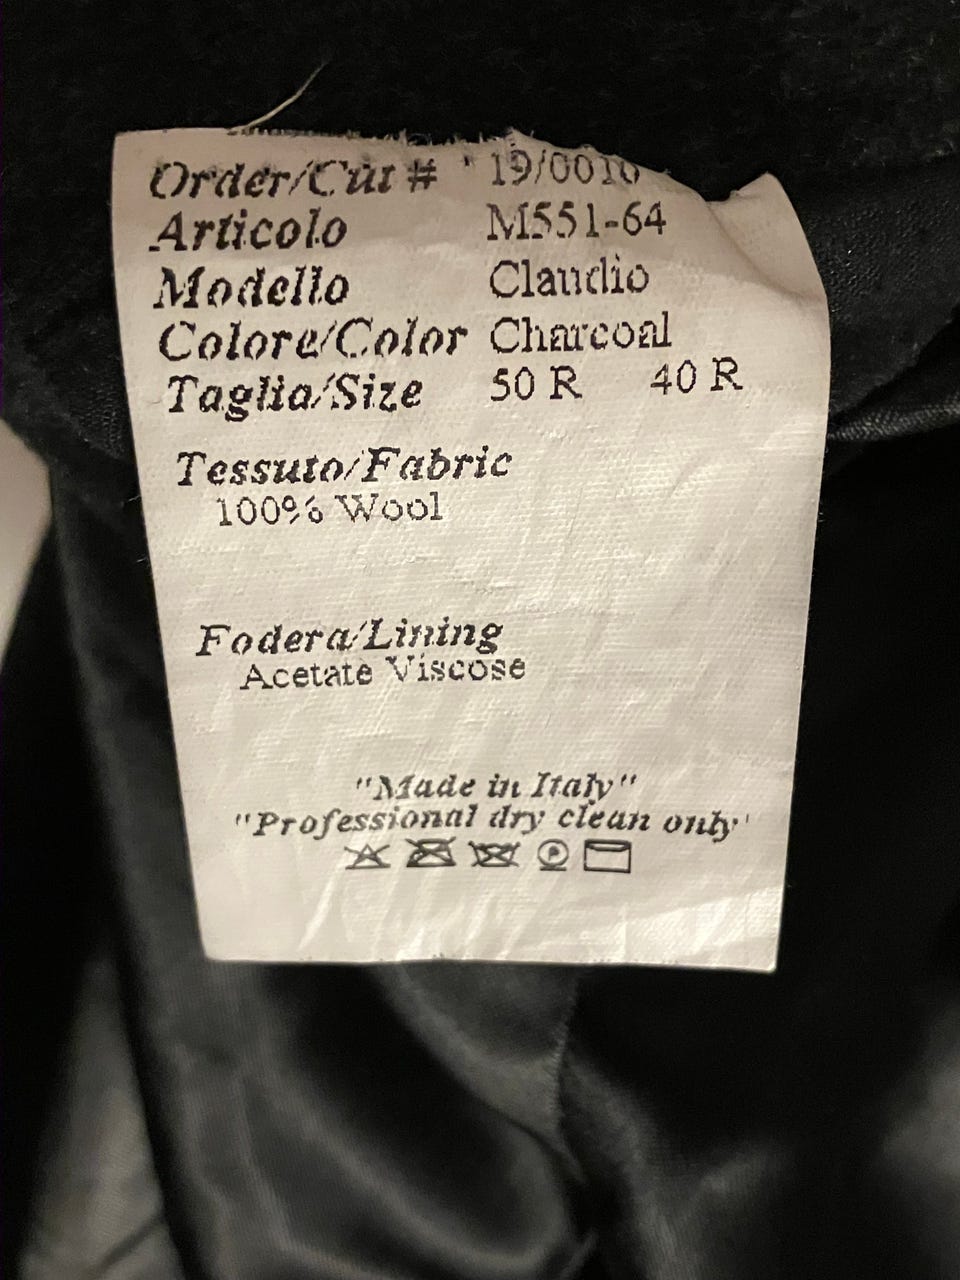 Order/Cut # 19/0010
Articolo M551-64
Modello Claudio
Colore/Color Charcoal
Taglia/Size 50 R 40 R
Tessuto/Fabric
100% Wool
Fodera/Lining
Acetate Viscose
"Made in Italy"
"Professional dry clean only"
P